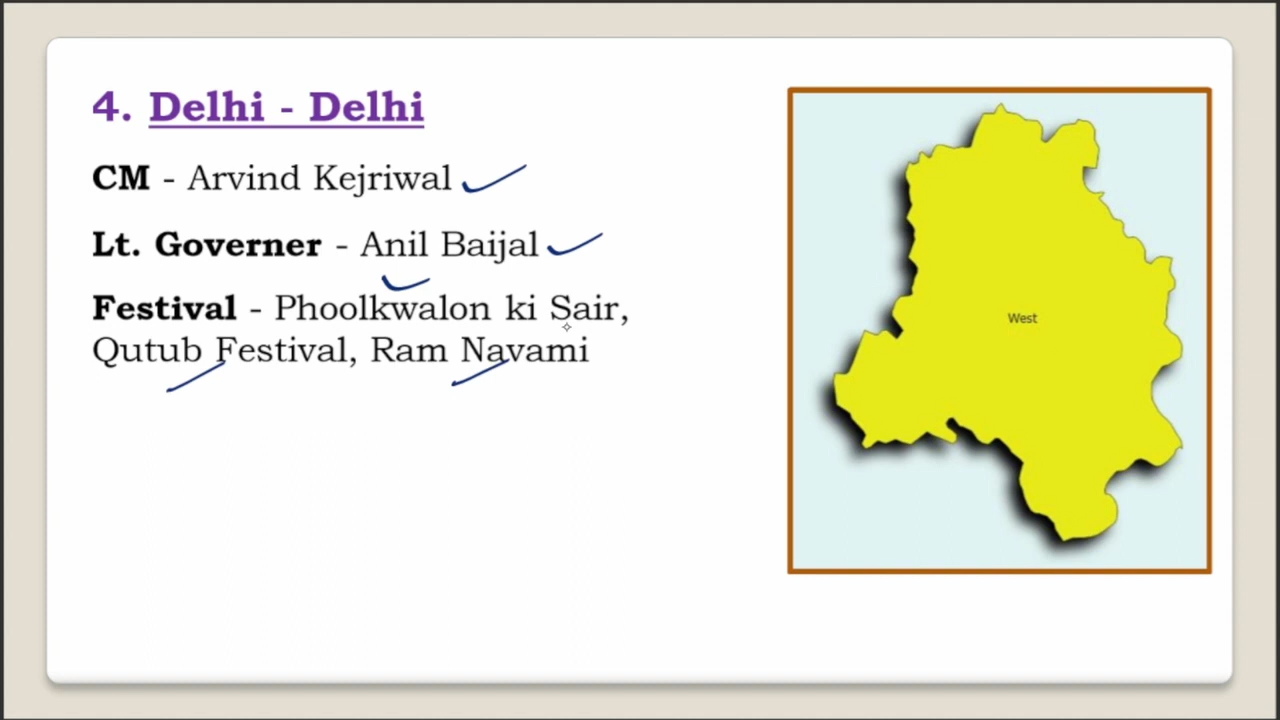 4. Delhi - Delhi
CM - Arvind Kejriwal
Lt. Governer - Anil Baijal
Festival - Phoolkwalon ki Sair,
Qutub Festival, Ram Navami
West